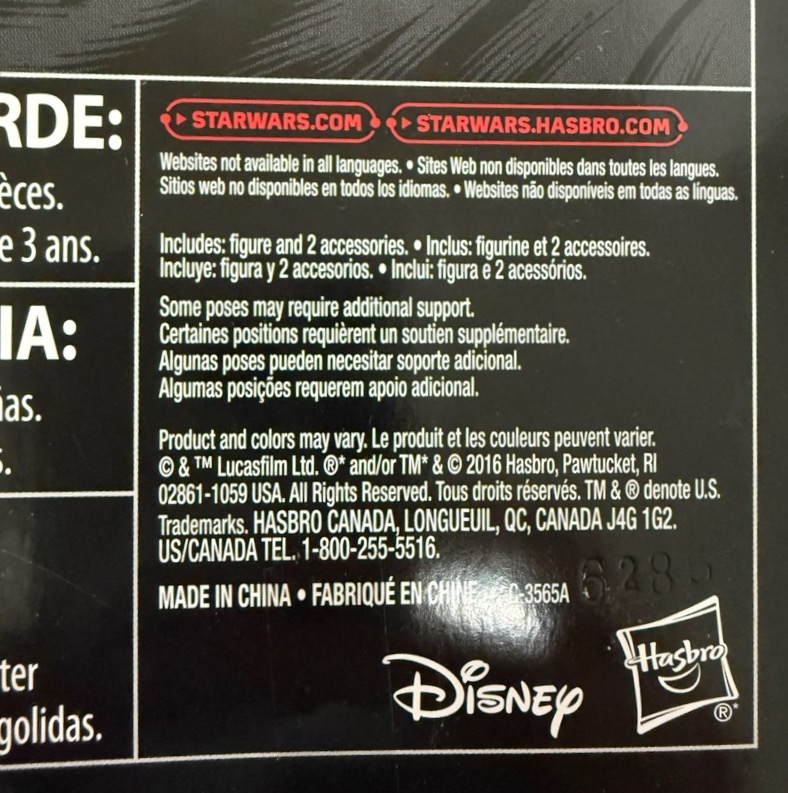 RDE:
èces.
e 3 ans.
IA:
ñas.
s.
ter
golidas.
STARWARS.COM STARWARS.HASBRO.COM
Websites not available in all languages. • Sites Web non disponibles dans toutes les langues.
Sitios web no disponibles en todos los idiomas. • Websites não disponíveis em todas as línguas.
Includes: figure and 2 accessories. • Inclus: figurine et 2 accessoires.
Incluye: figura y 2 accesorios. • Inclui: figura e 2 acessórios.
Some poses may require additional support.
Certaines positions requièrent un soutien supplémentaire.
Algunas poses pueden necesitar soporte adicional.
Algumas posições requerem apoio adicional.
Product and colors may vary. Le produit et les couleurs peuvent varier.
© & ™ Lucasfilm Ltd. ®* and/or TM* & © 2016 Hasbro, Pawtucket, RI
02861-1059 USA. All Rights Reserved. Tous droits réservés. TM & ® denote U.S.
Trademarks. HASBRO CANADA, LONGUEUIL, QC, CANADA J4G 1G2.
US/CANADA TEL. 1-800-255-5516.
MADE IN CHINA • FABRIQUÉ EN CHINE
Disney
Hasbro
®*